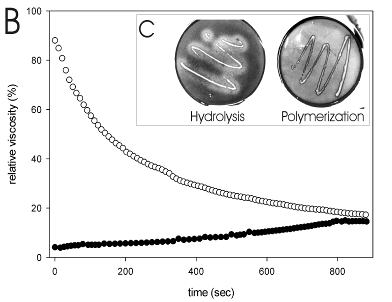 B
C
Hydrolysis
Polymerization
relative viscosity (%)
100
80
60
40
20
0
0 200 400 600 800
time (sec)